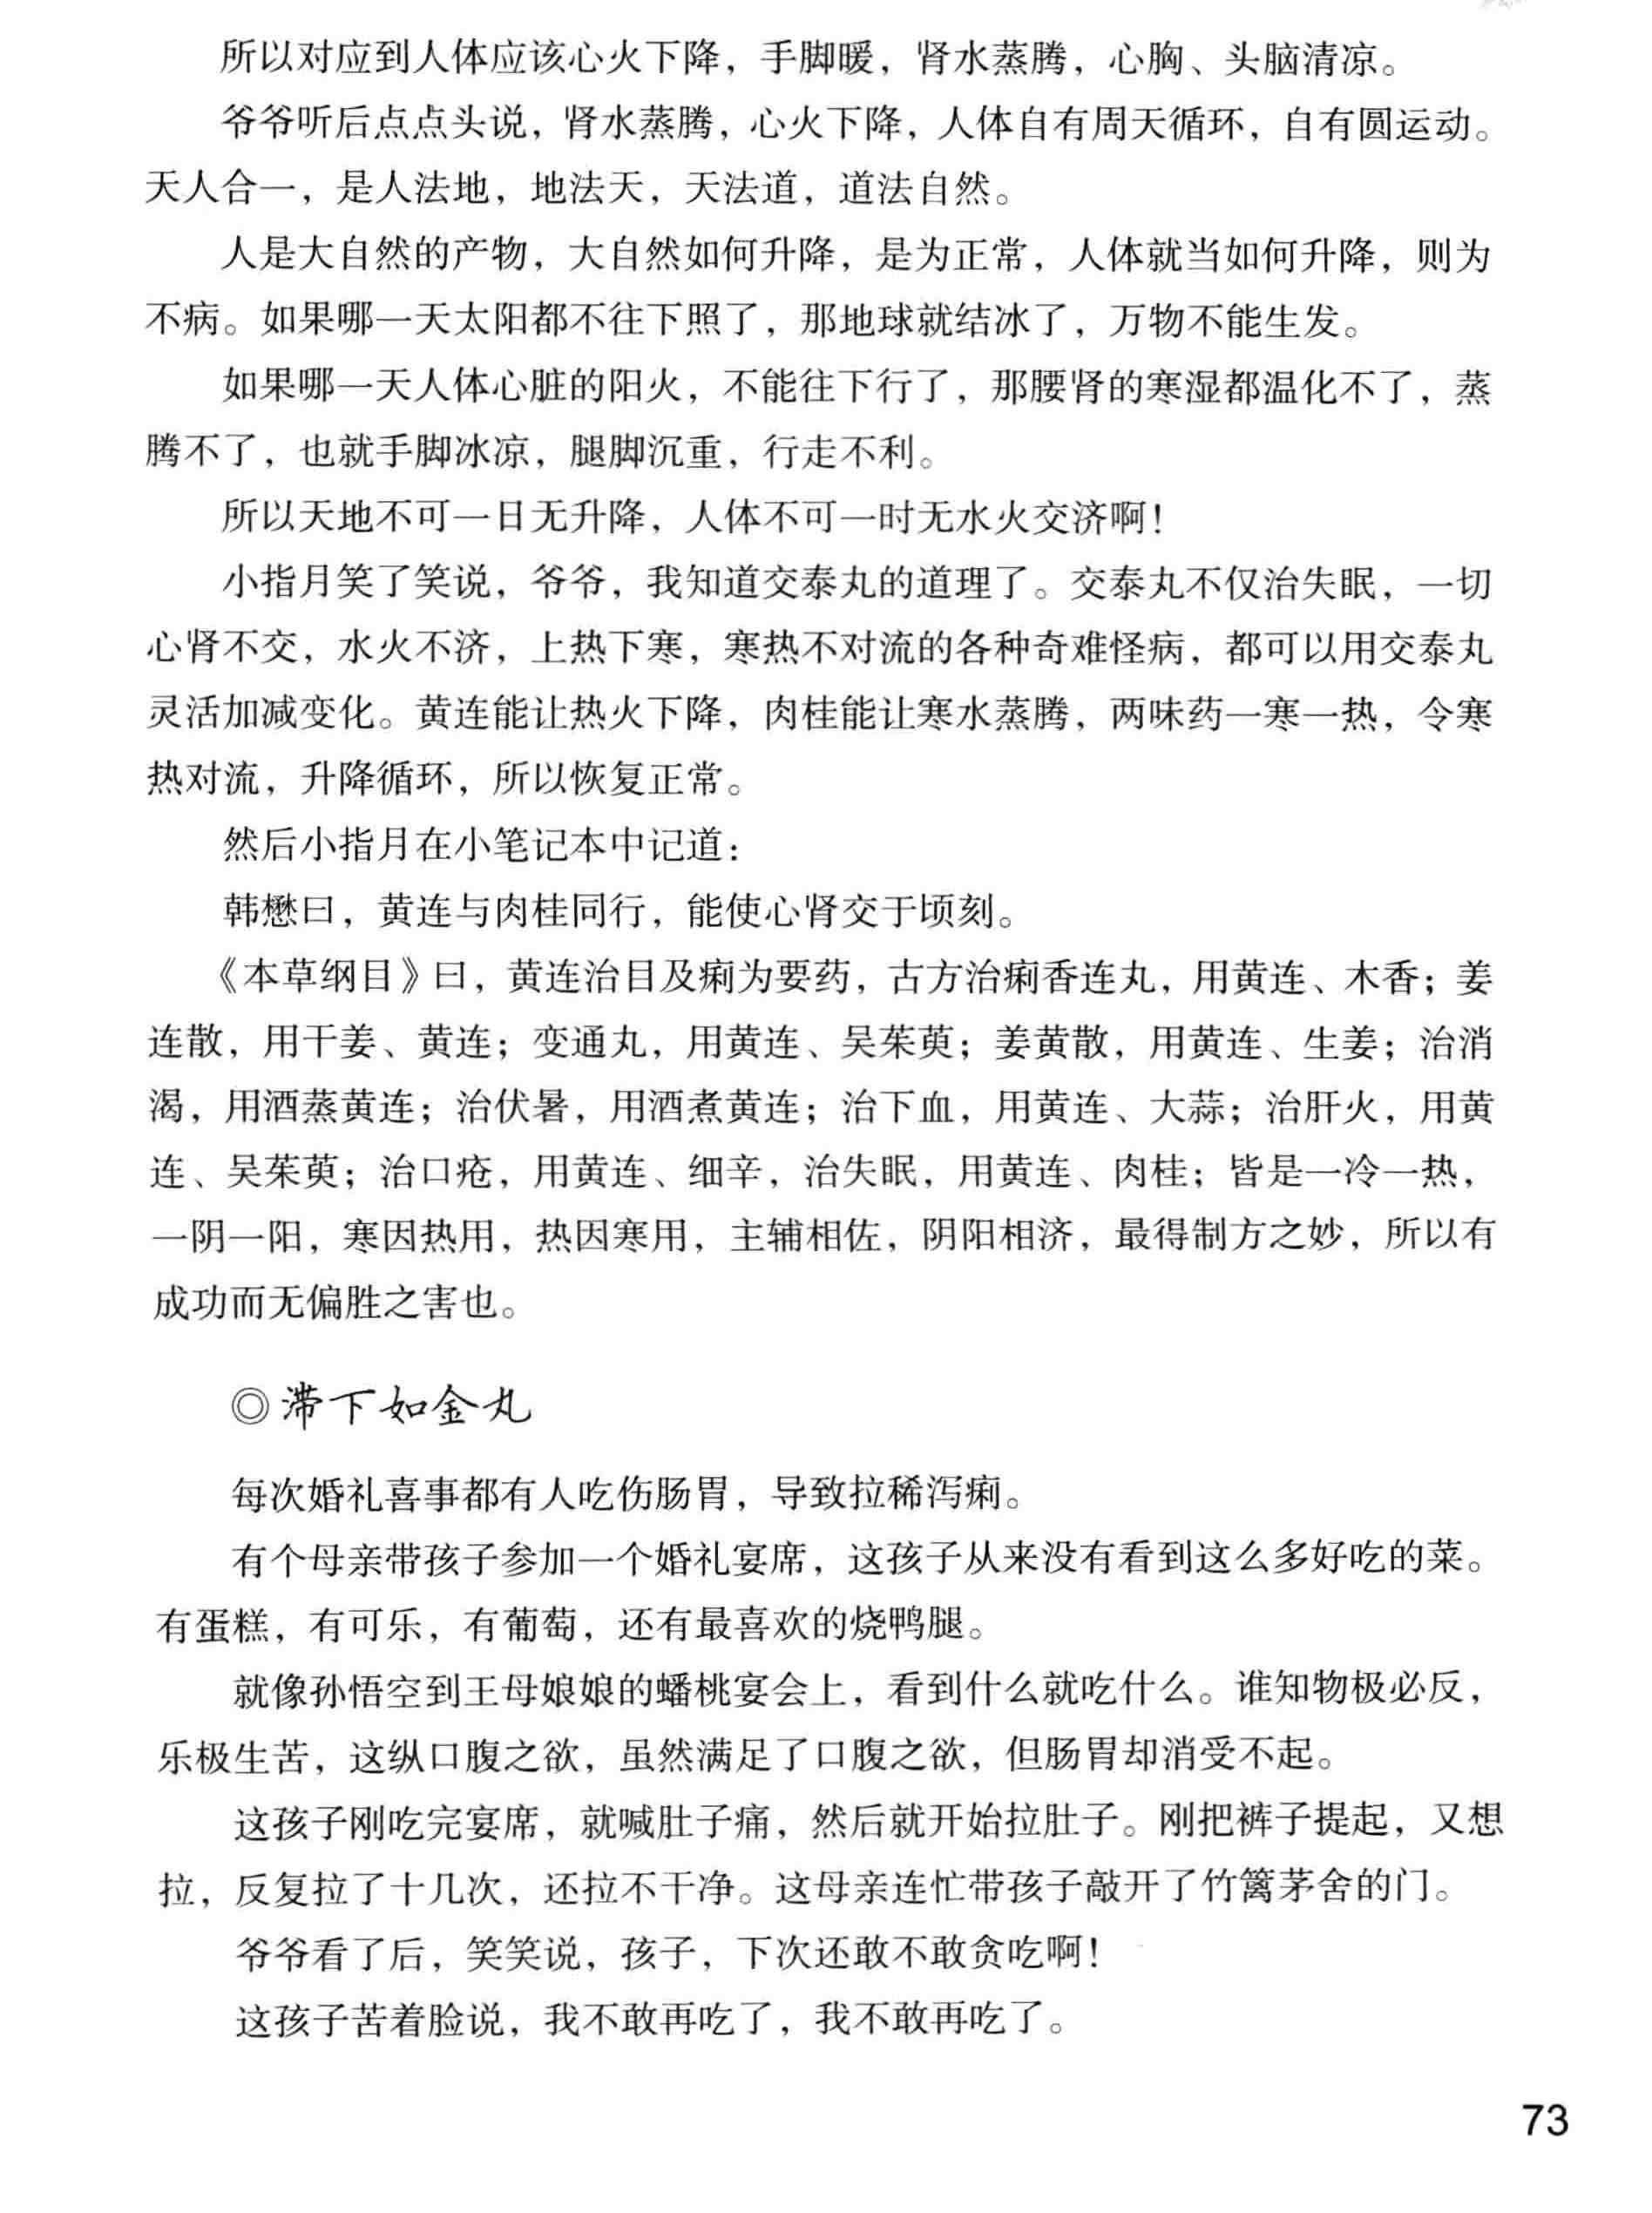 所以对应到人体应该心火下降，手脚暖，肾水蒸腾，心胸、头脑清凉。
爷爷听后点点头说，肾水蒸腾，心火下降，人体自有周天循环，自有圆运动。
天人合一，是人法地，地法天，天法道，道法自然。
人是大自然的产物，大自然如何升降，是为正常，人体就当如何升降，则为
不病。如果哪一天太阳都不往下照了，那地球就结冰了，万物不能生发。
如果哪一天人体心脏的阳火，不能往下行了，那腰肾的寒湿都温化不了，蒸
腾不了，也就手脚冰凉，腿脚沉重，行走不利。
所以天地不可一日无升降，人体不可一时无水火交济啊！
小指月笑了笑说，爷爷，我知道交泰丸的道理了。交泰丸不仅治失眠，一切
心肾不交，水火不济，上热下寒，寒热不对流的各种奇难怪病，都可以用交泰丸
灵活加减变化。黄连能让热火下降，肉桂能让寒水蒸腾，两味药一寒一热，令寒
热对流，升降循环，所以恢复正常。
然后小指月在小笔记本中记道：
韩懋曰，黄连与肉桂同行，能使心肾交于顷刻。
《本草纲目》曰，黄连治目及痢为要药，古方治痢香连丸，用黄连、木香；姜
连散，用干姜、黄连；变通丸，用黄连、吴茱萸；姜黄散，用黄连、生姜；治消
渴，用酒蒸黄连；治伏暑，用酒煮黄连；治下血，用黄连、大蒜；治肝火，用黄
连、吴茱萸；治口疮，用黄连、细辛，治失眠，用黄连、肉桂；皆是一冷一热，
一阴一阳，寒因热用，热因寒用，主辅相佐，阴阳相济，最得制方之妙，所以有
成功而无偏胜之害也。
◎滞下如金丸
每次婚礼喜事都有人吃伤肠胃，导致拉稀泻痢。
有个母亲带孩子参加一个婚礼宴席，这孩子从来没有看到这么多好吃的菜。
有蛋糕，有可乐，有葡萄，还有最喜欢的烧鸭腿。
就像孙悟空到王母娘娘的蟠桃宴会上，看到什么就吃什么。谁知物极必反，
乐极生苦，这纵口腹之欲，虽然满足了口腹之欲，但肠胃却消受不起。
这孩子刚吃完宴席，就喊肚子痛，然后就开始拉肚子。刚把裤子提起，又想
拉，反复拉了十几次，还拉不干净。这母亲连忙带孩子敲开了竹篱茅舍的门。
爷爷看了后，笑笑说，孩子，下次还敢不敢贪吃啊！
这孩子苦着脸说，我不敢再吃了，我不敢再吃了。
73